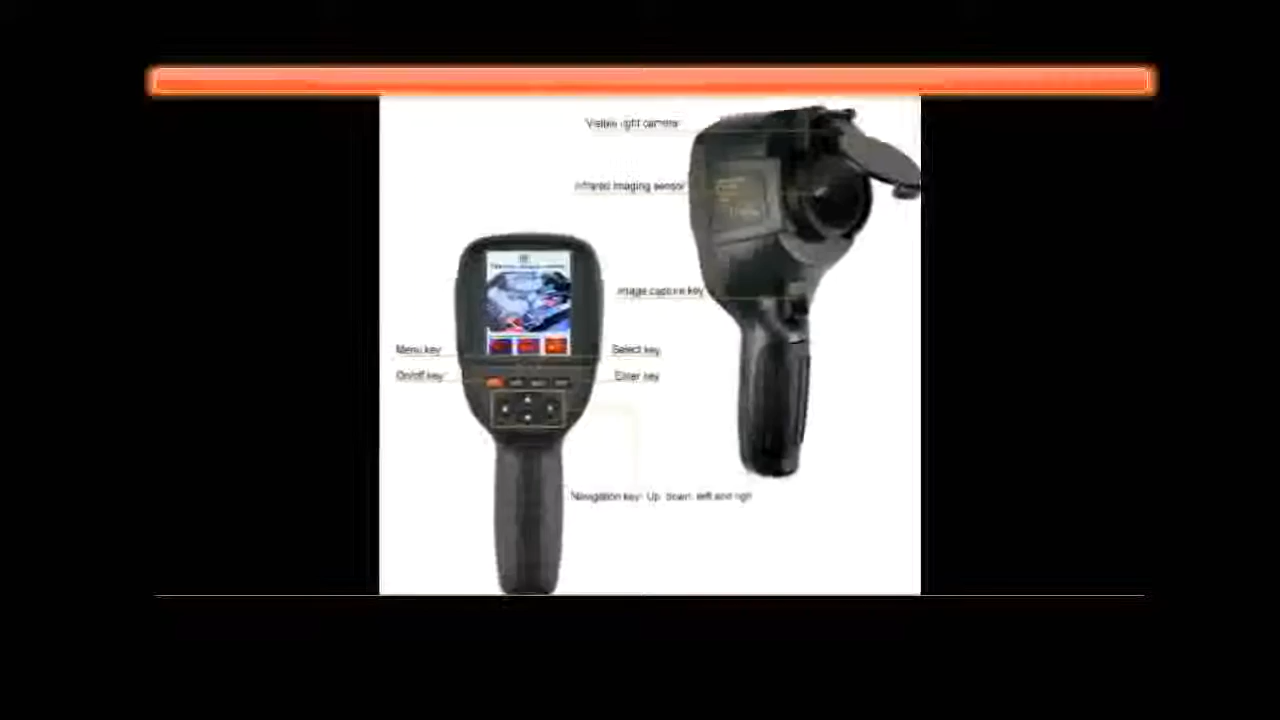 Visible light camera
Infrared imaging sensor
Image capture key
Menu key
Select key
On/off key
Enter key
Navigation key: Up, down, left and righ